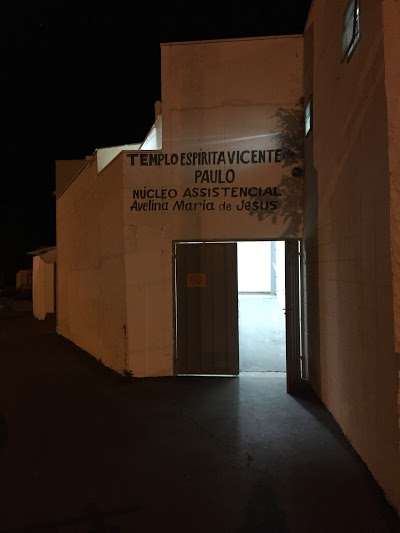 TEMPLO ESPÍRITA VICENTE
PAULO
NÚCLEO ASSISTENCIAL
Avelina Maria de Jesus